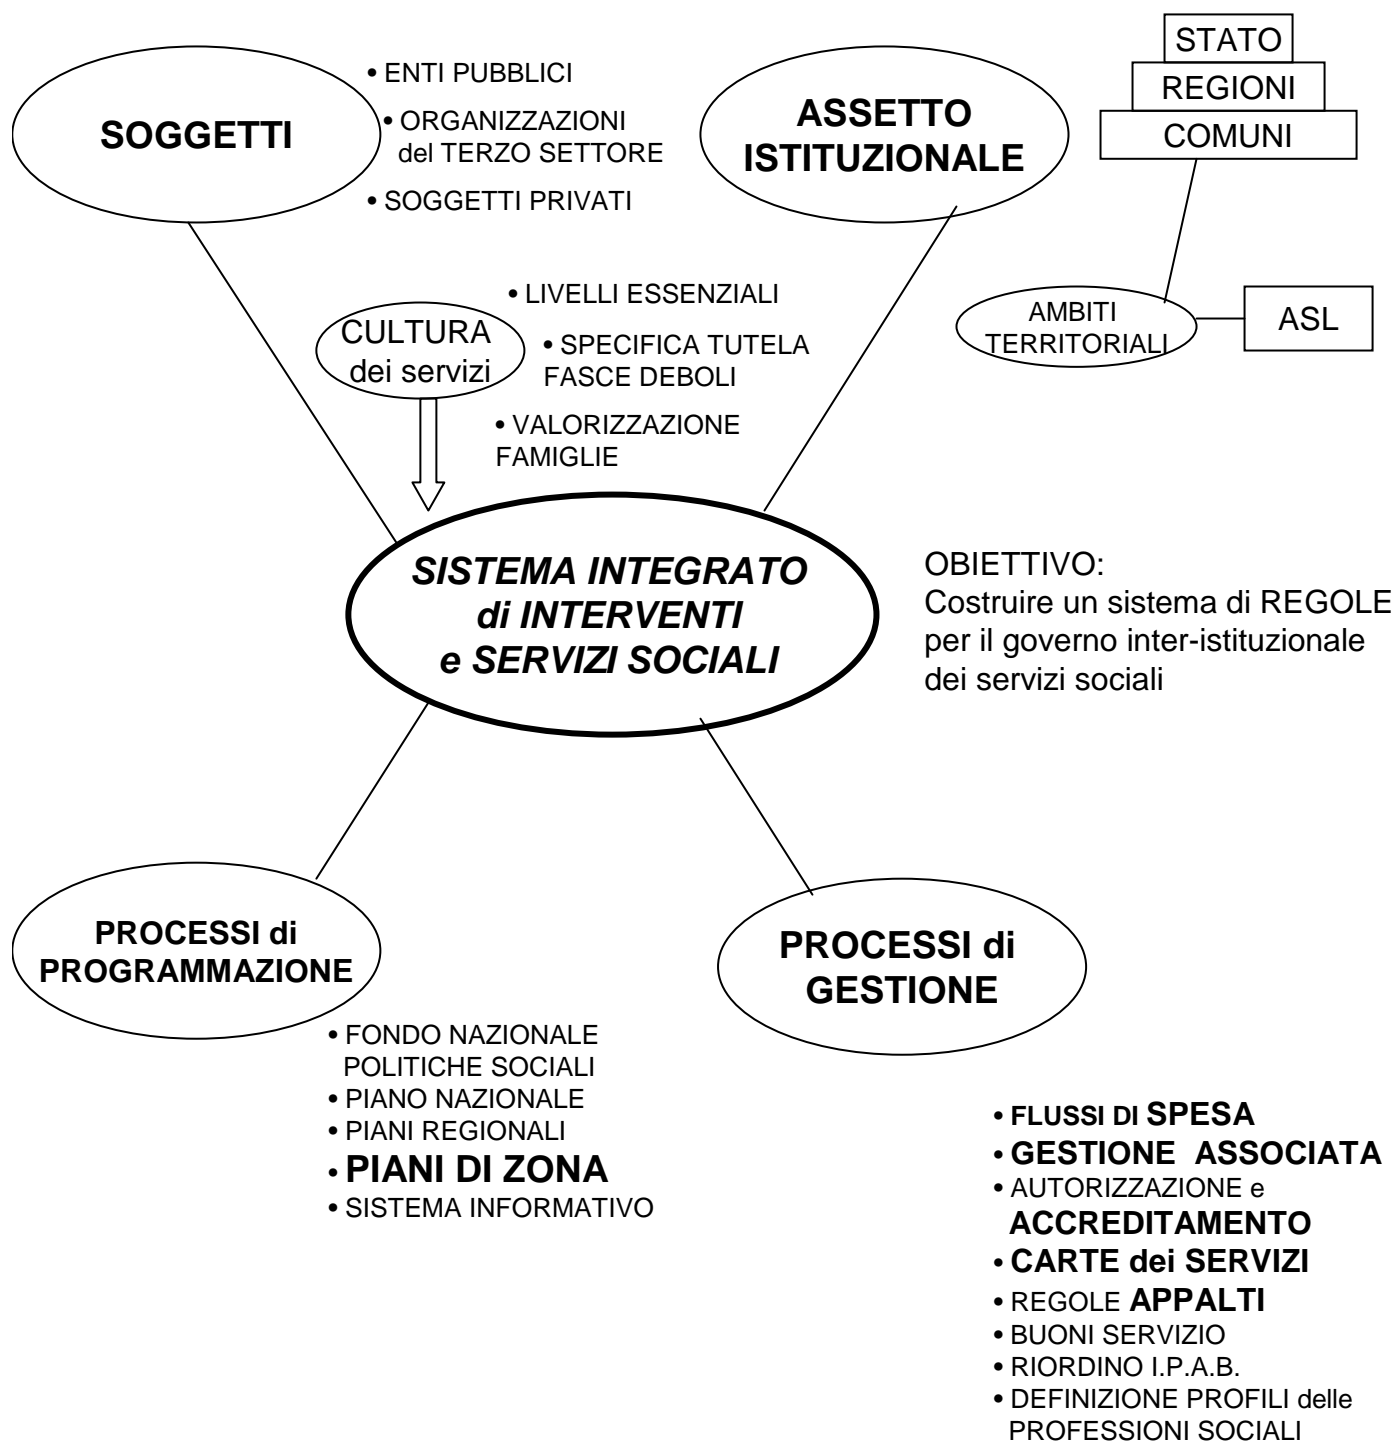 SOGGETTI
• ENTI PUBBLICI
• ORGANIZZAZIONI
del TERZO SETTORE
• SOGGETTI PRIVATI
ASSETTO
ISTITUZIONALE
STATO
REGIONI
COMUNI
AMBITI
TERRITORIALI
ASL
CULTURA
dei servizi
• LIVELLI ESSENZIALI
• SPECIFICA TUTELA
FASCE DEBOLI
• VALORIZZAZIONE
FAMIGLIE
SISTEMA INTEGRATO
di INTERVENTI
e SERVIZI SOCIALI
OBIETTIVO:
Costruire un sistema di REGOLE
per il governo inter-istituzionale
dei servizi sociali
PROCESSI di
PROGRAMMAZIONE
• FONDO NAZIONALE
POLITICHE SOCIALI
• PIANO NAZIONALE
• PIANI REGIONALI
• PIANI DI ZONA
• SISTEMA INFORMATIVO
PROCESSI di
GESTIONE
• FLUSSI DI SPESA
• GESTIONE ASSOCIATA
• AUTORIZZAZIONE e
ACCREDITAMENTO
• CARTE dei SERVIZI
• REGOLE APPALTI
• BUONI SERVIZIO
• RIORDINO I.P.A.B.
• DEFINIZIONE PROFILI delle
PROFESSIONI SOCIALI